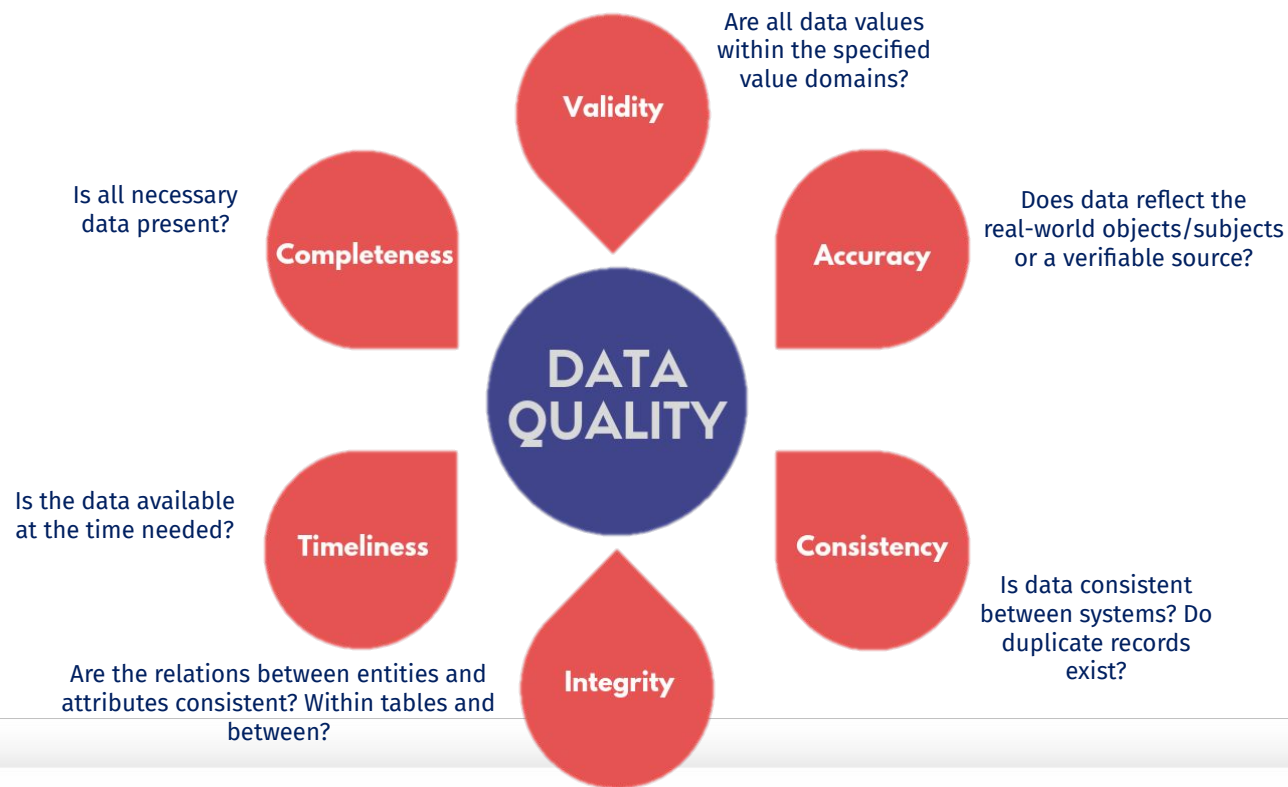 Are all data values
within the specified
value domains?
Validity
Is all necessary
data present?
Completeness
Accuracy
Does data reflect the
real-world objects/subjects
or a verifiable source?
DATA
QUALITY
Is the data available
at the time needed?
Timeliness
Consistency
Is data consistent
between systems? Do
duplicate records
exist?
Are the relations between entities and
attributes consistent? Within tables and
between?
Integrity